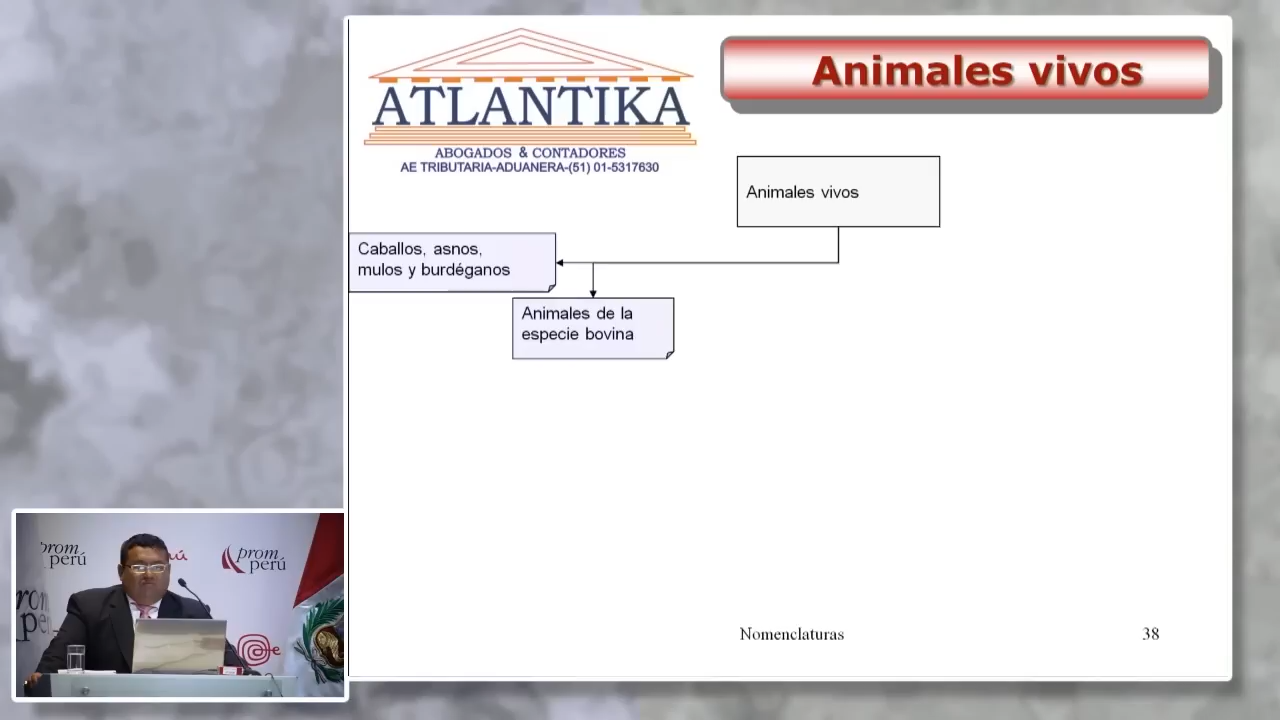 ATLANTIKA
ABOGADOS & CONTADORES
AE TRIBUTARIA-ADUANERA-(51) 01-5317630
Animales vivos
Animales vivos
Caballos, asnos,
mulos y burdéganos
Animales de la
especie bovina
Nomenclaturas
38
prom
perú
prom
perú